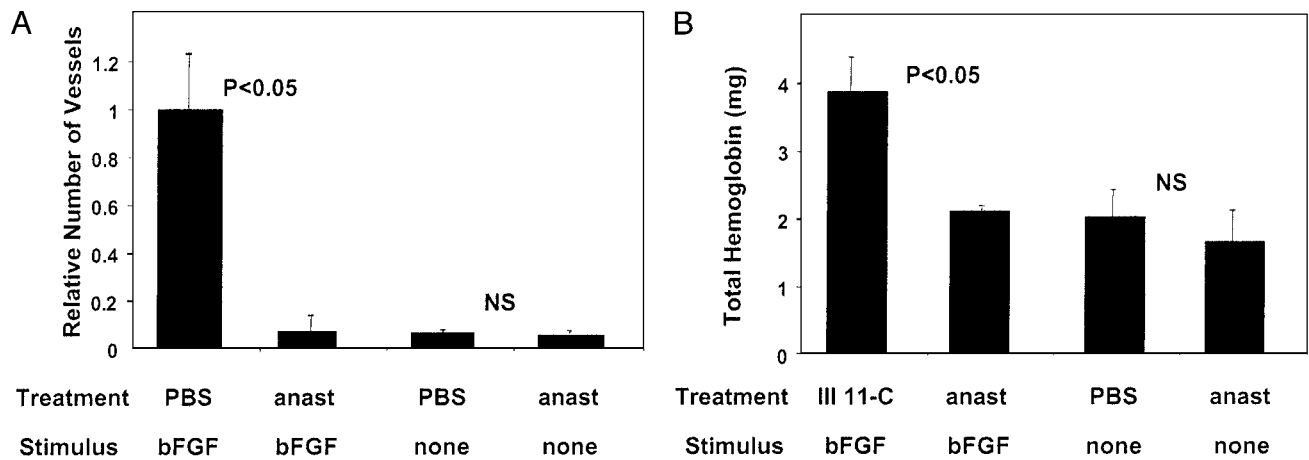 A
Relative Number of Vessels
1.2
1
0.8
0.6
0.4
0.2
0
P<0.05
NS
Treatment PBS anast PBS anast
Stimulus bFGF bFGF none none
B
Total Hemoglobin (mg)
4
3
2
1
0
P<0.05
NS
Treatment III 11-C anast PBS anast
Stimulus bFGF bFGF none none